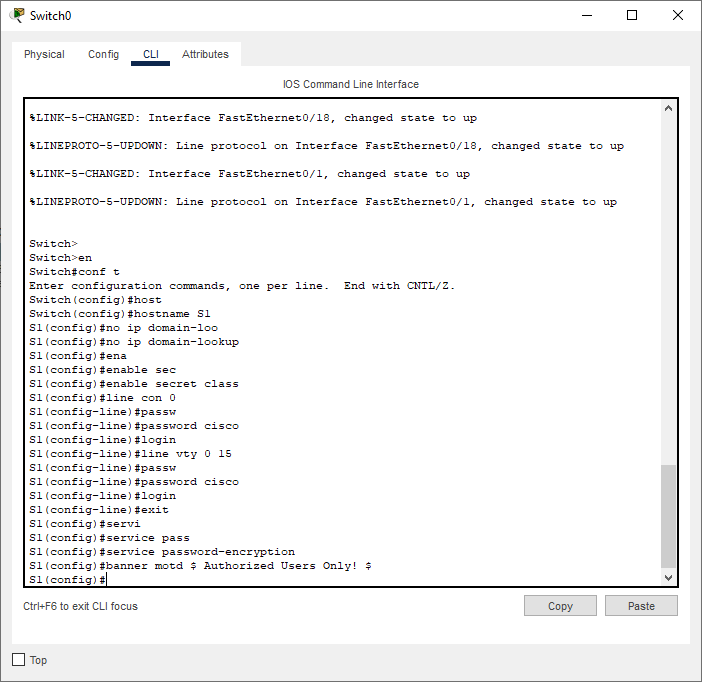 Switch0
Physical Config CLI Attributes
IOS Command Line Interface
%LINK-5-CHANGED: Interface FastEthernet0/18, changed state to up
%LINEPROTO-5-UPDOWN: Line protocol on Interface FastEthernet0/18, changed state to up
%LINK-5-CHANGED: Interface FastEthernet0/1, changed state to up
%LINEPROTO-5-UPDOWN: Line protocol on Interface FastEthernet0/1, changed state to up
Switch>
Switch>en
Switch#conf t
Enter configuration commands, one per line.  End with CNTL/Z.
Switch(config)#host
Switch(config)#hostname S1
S1(config)#no ip domain-loo
S1(config)#no ip domain-lookup
S1(config)#ena
S1(config)#enable sec
S1(config)#enable secret class
S1(config)#line con 0
S1(config-line)#passw
S1(config-line)#password cisco
S1(config-line)#login
S1(config-line)#line vty 0 15
S1(config-line)#passw
S1(config-line)#password cisco
S1(config-line)#login
S1(config-line)#exit
S1(config)#servi
S1(config)#service pass
S1(config)#service password-encryption
S1(config)#banner motd $ Authorized Users Only! $
S1(config)#
Ctrl+F6 to exit CLI focus
Copy Paste
Top